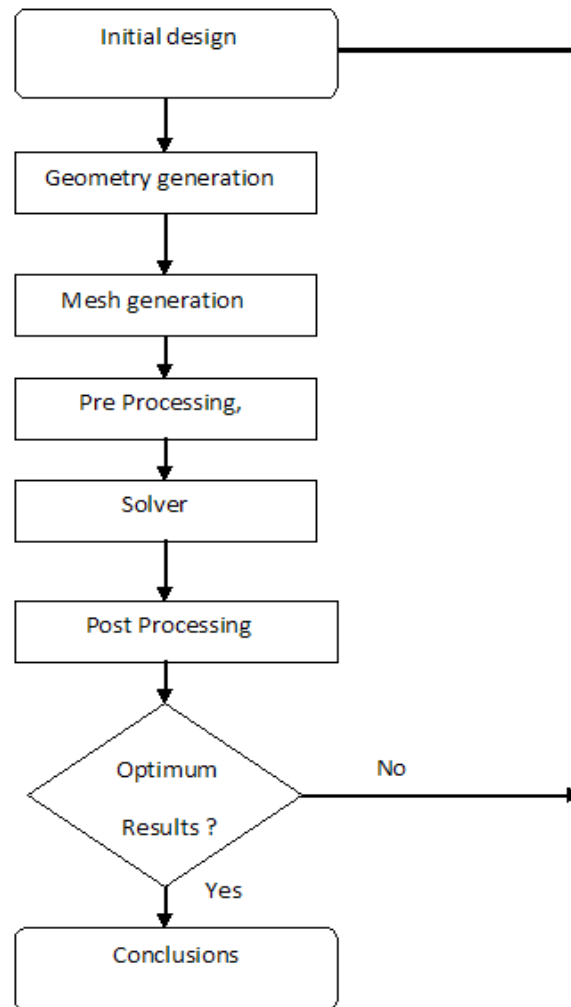 Initial design
Geometry generation
Mesh generation
Pre Processing,
Solver
Post Processing
Optimum
Results ?
No
Yes
Conclusions